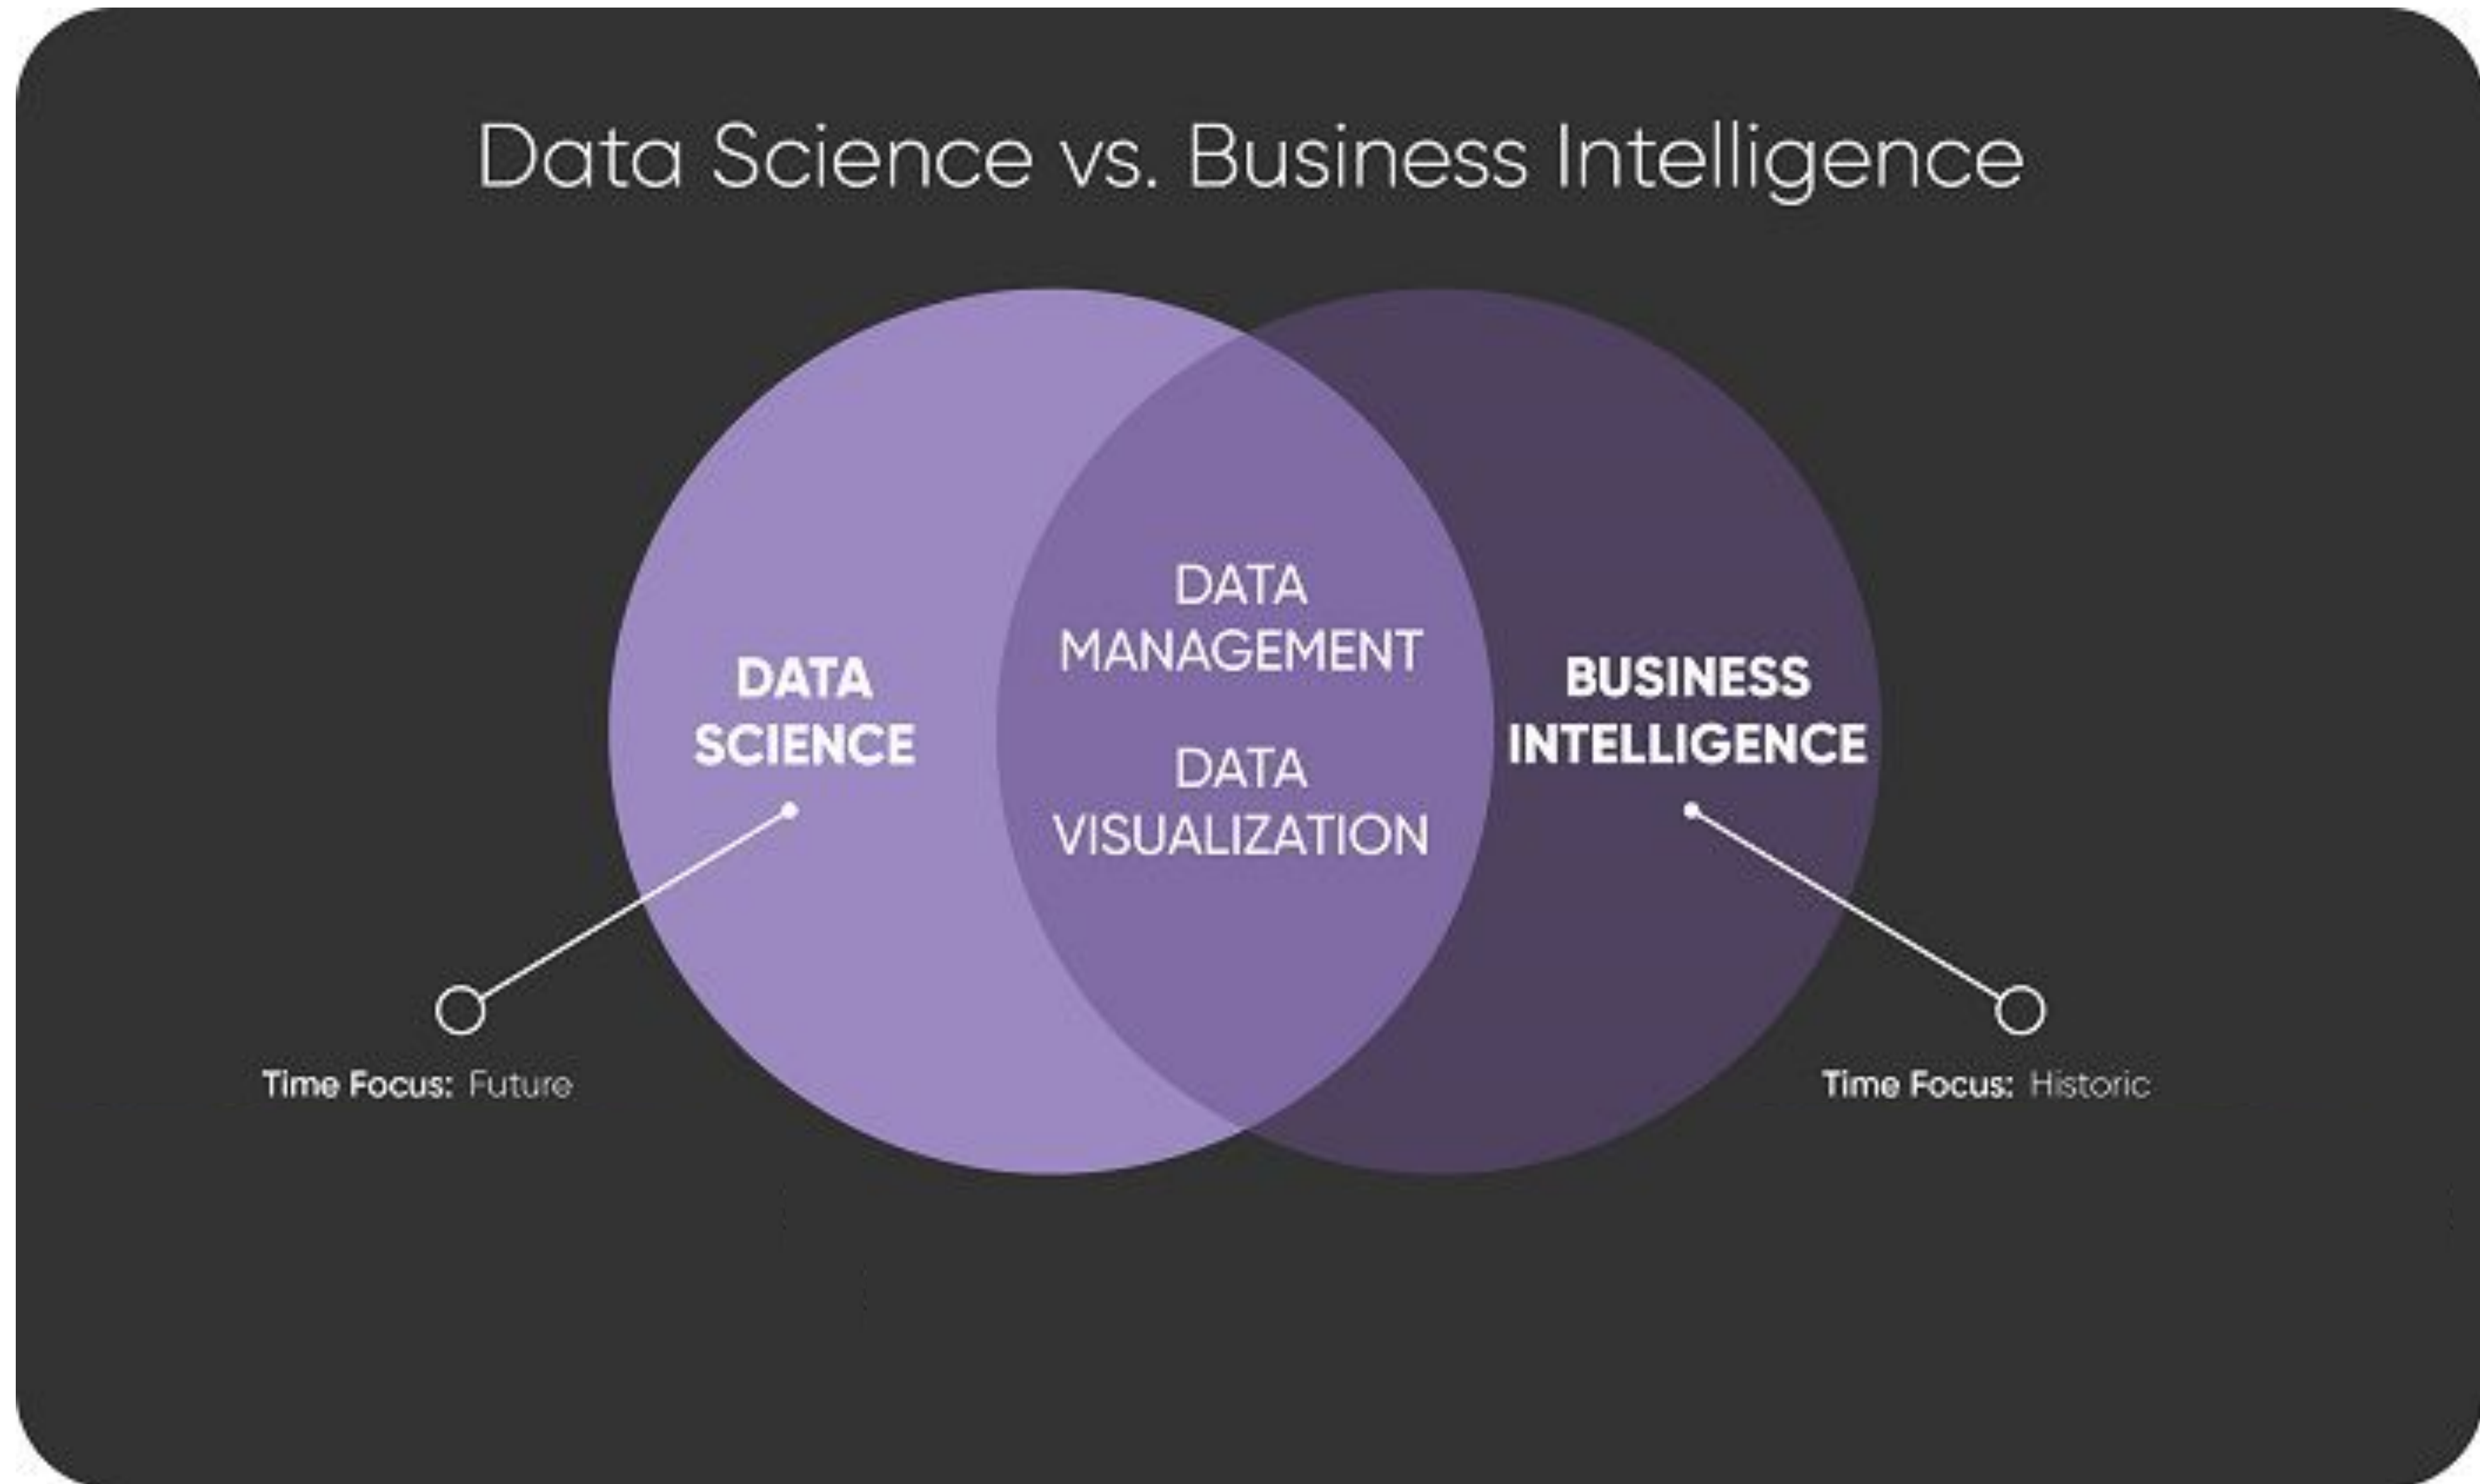 Data Science vs. Business Intelligence
DATA
SCIENCE
DATA
MANAGEMENT
DATA
VISUALIZATION
BUSINESS
INTELLIGENCE
Time Focus: Future
Time Focus: Historic